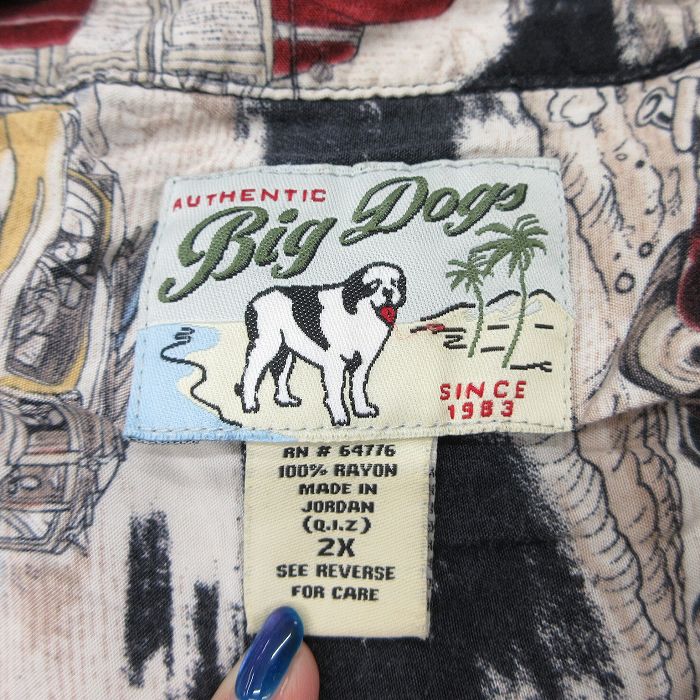 AUTHENTIC
Big Dogs
SINCE
1983
RN # 64776
100% RAYON
MADE IN
JORDAN
(Q.I.Z)
2X
SEE REVERSE
FOR CARE